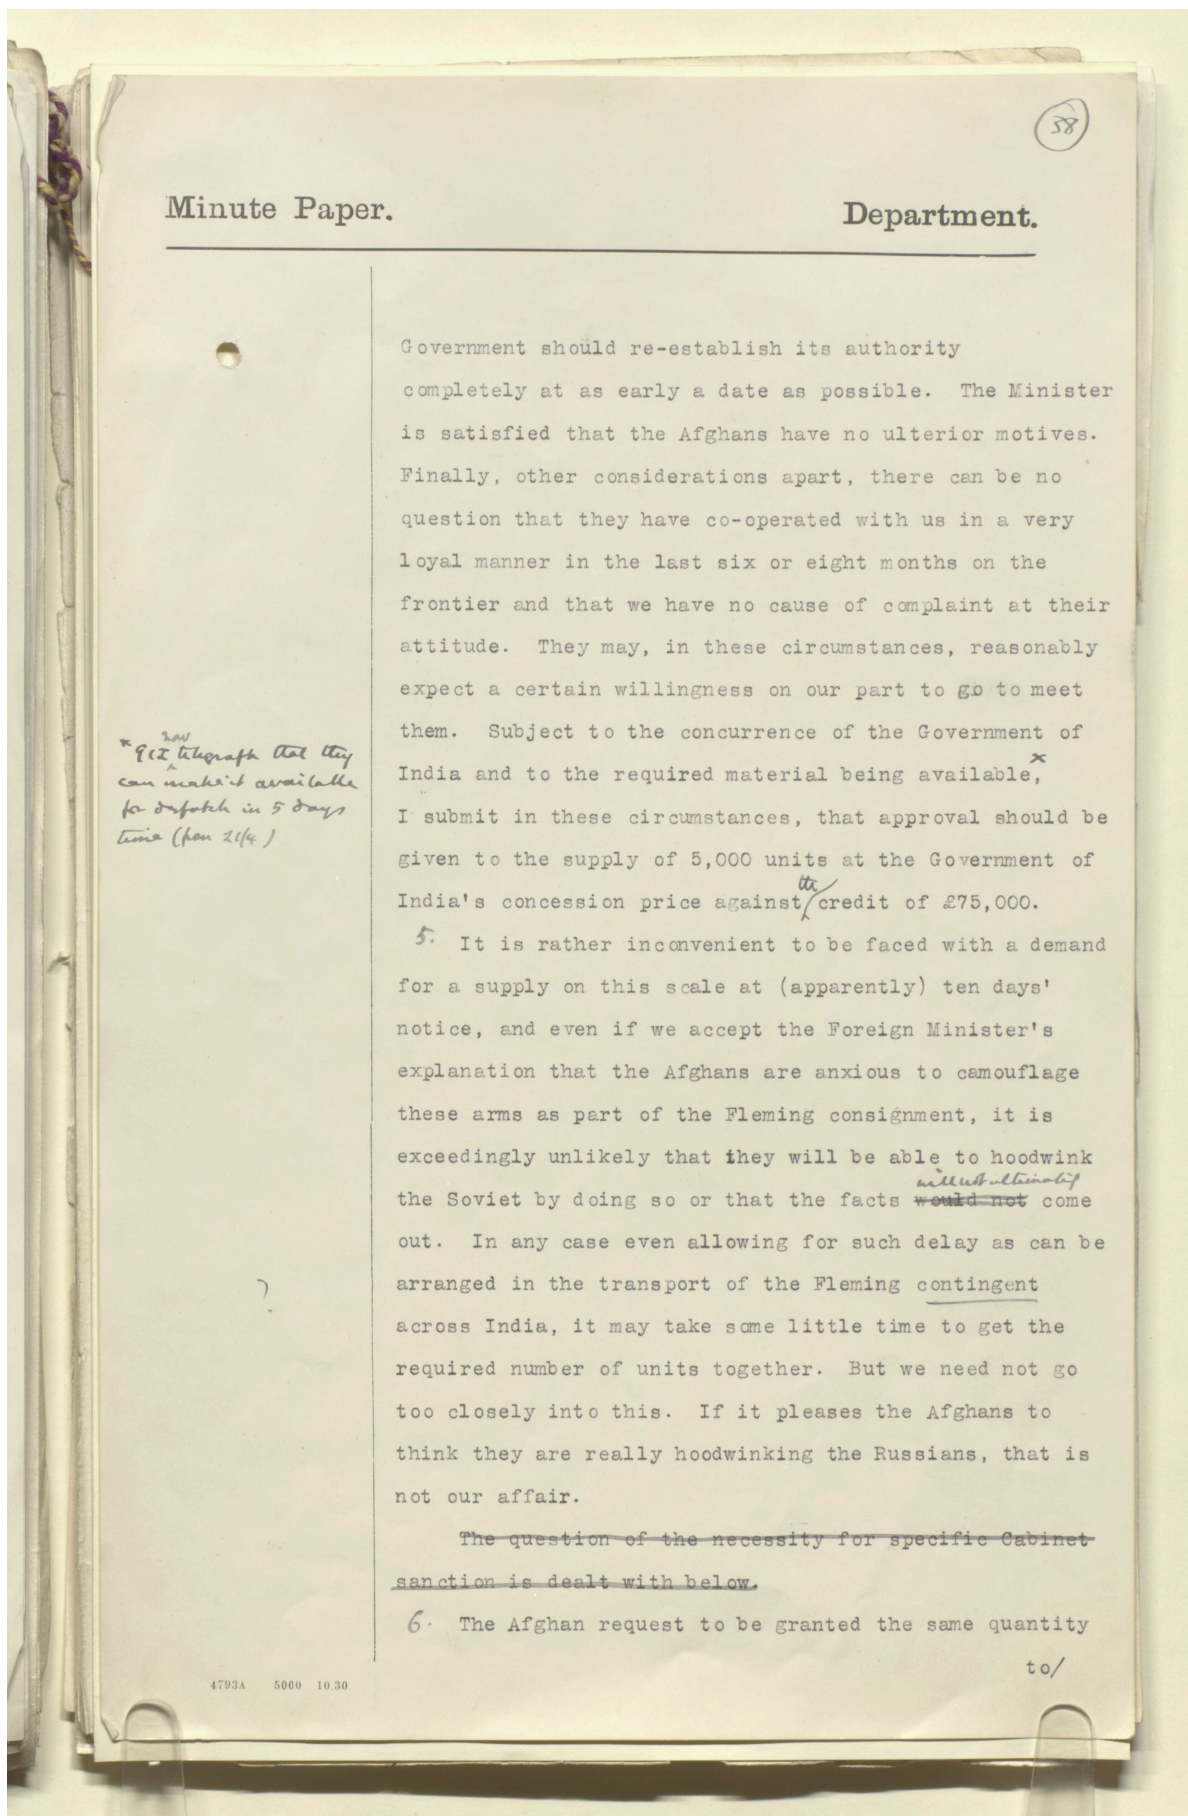 38
Minute Paper.
Department.
Government should re-establish its authority
completely at as early a date as possible. The Minister
is satisfied that the Afghans have no ulterior motives.
Finally, other considerations apart, there can be no
question that they have co-operated with us in a very
loyal manner in the last six or eight months on the
frontier and that we have no cause of complaint at their
attitude. They may, in these circumstances, reasonably
expect a certain willingness on our part to go to meet
them. Subject to the concurrence of the Government of
India and to the required material being available, x
I submit in these circumstances, that approval should be
given to the supply of 5,000 units at the Government of
India's concession price against the credit of £75,000.
x G of I now telegraph that they
can make it available
for despatch in 5 days
time (from 21/4)
5. It is rather inconvenient to be faced with a demand
for a supply on this scale at (apparently) ten days'
notice, and even if we accept the Foreign Minister's
explanation that the Afghans are anxious to camouflage
these arms as part of the Fleming consignment, it is
exceedingly unlikely that they will be able to hoodwink
will not ultimately
the Soviet by doing so or that the facts would not come
out. In any case even allowing for such delay as can be
? arranged in the transport of the Fleming contingent
across India, it may take some little time to get the
required number of units together. But we need not go
too closely into this. If it pleases the Afghans to
think they are really hoodwinking the Russians, that is
not our affair.
The question of the necessity for specific Cabinet
sanction is dealt with below.
6. The Afghan request to be granted the same quantity
to/
4793A 5000 10.30